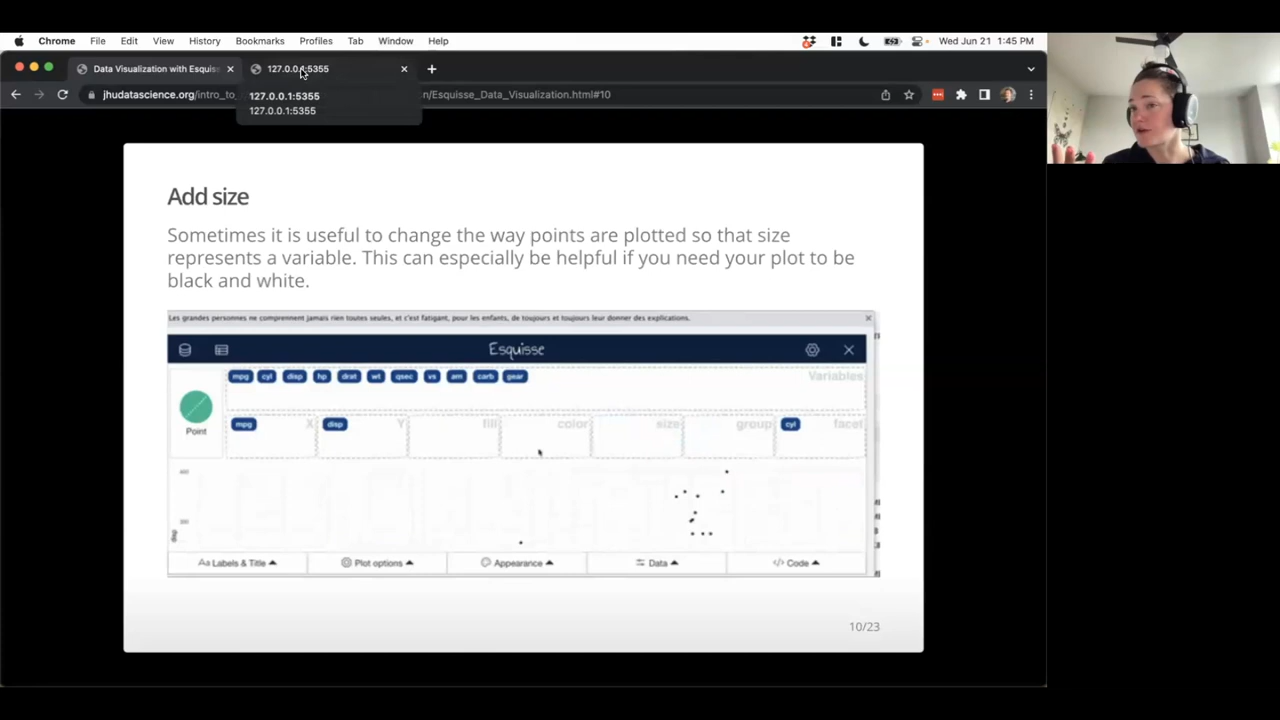 Chrome File Edit View History Bookmarks Profiles Tab Window Help Wed Jun 21 1:45 PM
Data Visualization with Esquiss 127.0.0.1:5355
jhudatascience.org/intro_to_ n/Esquisse_Data_Visualization.html#10
127.0.0.1:5355
127.0.0.1:5355
Add size
Sometimes it is useful to change the way points are plotted so that size
represents a variable. This can especially be helpful if you need your plot to be
black and white.
Les grandes personnes ne comprennent jamais rien toutes seules, et c'est fatigant, pour les enfants, de toujours et toujours leur donner des explications.
Esquisse
mpg cyl disp hp drat wt qsec vs am carb gear Variables
Point
mpg X disp Y fill color size group cyl facet
disp
Aa Labels & Title Plot options Appearance Data </> Code
10/23